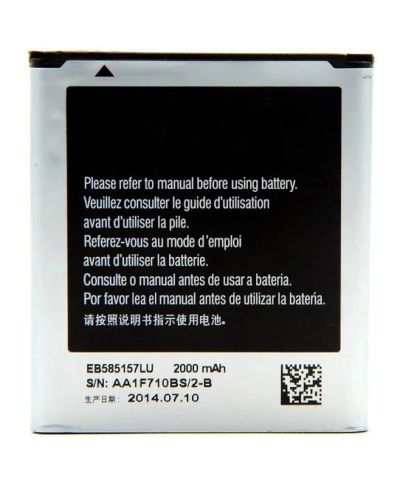 Please refer to manual before using battery.
Veuillez consulter le guide d'utilisation
avant d'utiliser la pile.
Referez-vous au mode d'emploi
avant d'utiliser la batterie.
Consulte o manual antes de usar a bateria.
Por favor lea el manual antes de utilizar la batería.
请按照说明书指示使用电池。
EB585157LU 2000 mAh
S/N: AA1F710BS/2-B
生产日期: 2014.07.10